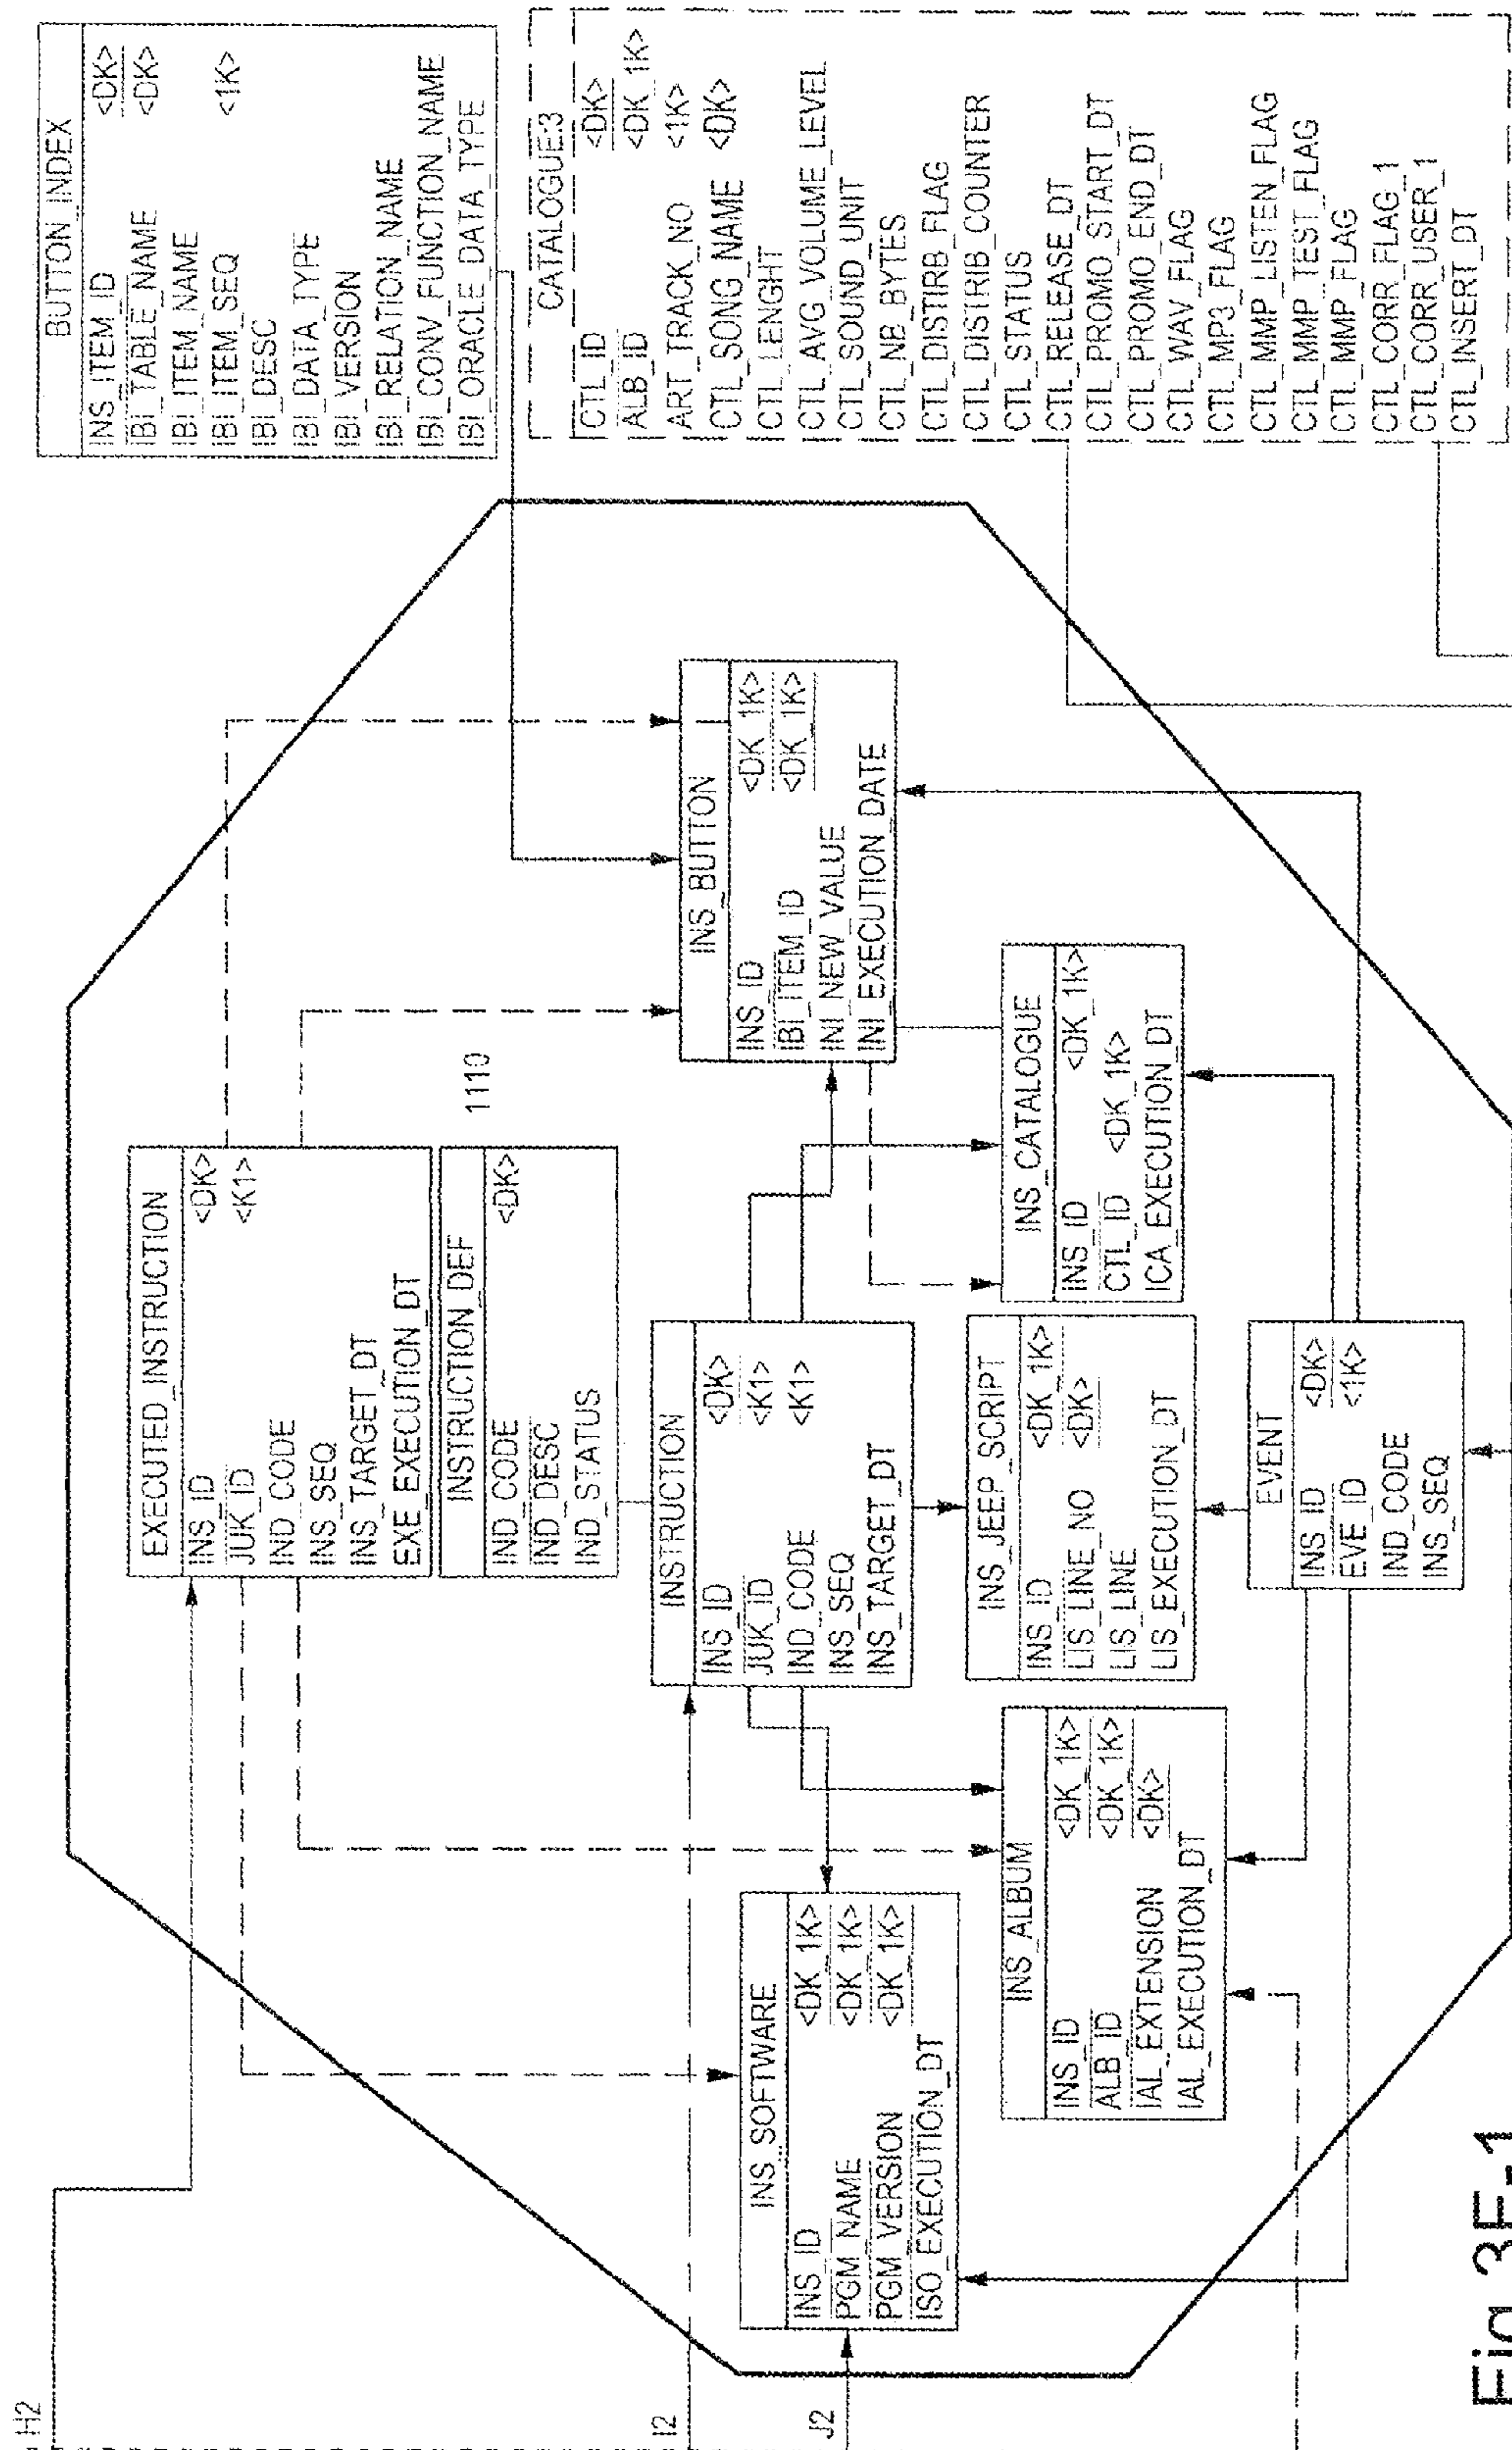 H2
I2
J2
EXECUTED_INSTRUCTION
INS_ID <DK>
JUK_ID <K1>
IND_CODE
INS_SEQ
INS_TARGET_DT
EXE_EXECUTION_DT
INSTRUCTION_DEF
IND_CODE <DK>
IND_DESC
IND_STATUS
1110
INSTRUCTION
INS_ID <DK>
JUK_ID <K1>
IND_CODE <K1>
INS_SEQ
INS_TARGET_DT
INS_SOFTWARE
INS_ID <DK_1K>
PGM_NAME <DK_1K>
PGM_VERSION <DK_1K>
ISO_EXECUTION_DT
INS_ALBUM
INS_ID <DK_1K>
ALB_ID <DK_1K>
IAL_EXTENSION <DK>
IAL_EXECUTION_DT
INS_JEEP_SCRIPT
INS_ID <DK_1K>
LIS_LINE_NO <DK>
LIS_LINE
LIS_EXECUTION_DT
INS_CATALOGUE
INS_ID <DK_1K>
CTL_ID <DK_1K>
ICA_EXECUTION_DT
INS_BUTTON
INS_ID <DK_1K>
IBI_ITEM_ID <DK_1K>
INI_NEW_VALUE
INI_EXECUTION_DATE
EVENT
INS_ID <DK>
EVE_ID <1K>
IND_CODE
INS_SEQ
BUTTON_INDEX
INS_ITEM_ID <DK>
IBI_TABLE_NAME <DK>
IBI_ITEM_NAME
IBI_ITEM_SEQ <1K>
IBI_DESC
IBI_DATA_TYPE
IBI_VERSION
IBI_RELATION_NAME
IBI_CONV_FUNCTION_NAME
IBI_ORACLE_DATA_TYPE
CATALOGUE:3
CTL_ID <DK>
ALB_ID <DK_1K>
ART_TRACK_NO <1K>
CTL_SONG_NAME <DK>
CTL_LENGHT
CTL_AVG_VOLUME_LEVEL
CTL_SOUND_UNIT
CTL_NB_BYTES
CTL_DISTIRB_FLAG
CTL_DISTRIB_COUNTER
CTL_STATUS
CTL_RELEASE_DT
CTL_PROMO_START_DT
CTL_PROMO_END_DT
CTL_WAV_FLAG
CTL_MP3_FLAG
CTL_MMP_LISTEN_FLAG
CTL_MMP_TEST_FLAG
CTL_MMP_FLAG
CTL_CORR_FLAG_1
CTL_CORR_USER_1
CTL_INSERT_DT
Fig. 3E-1